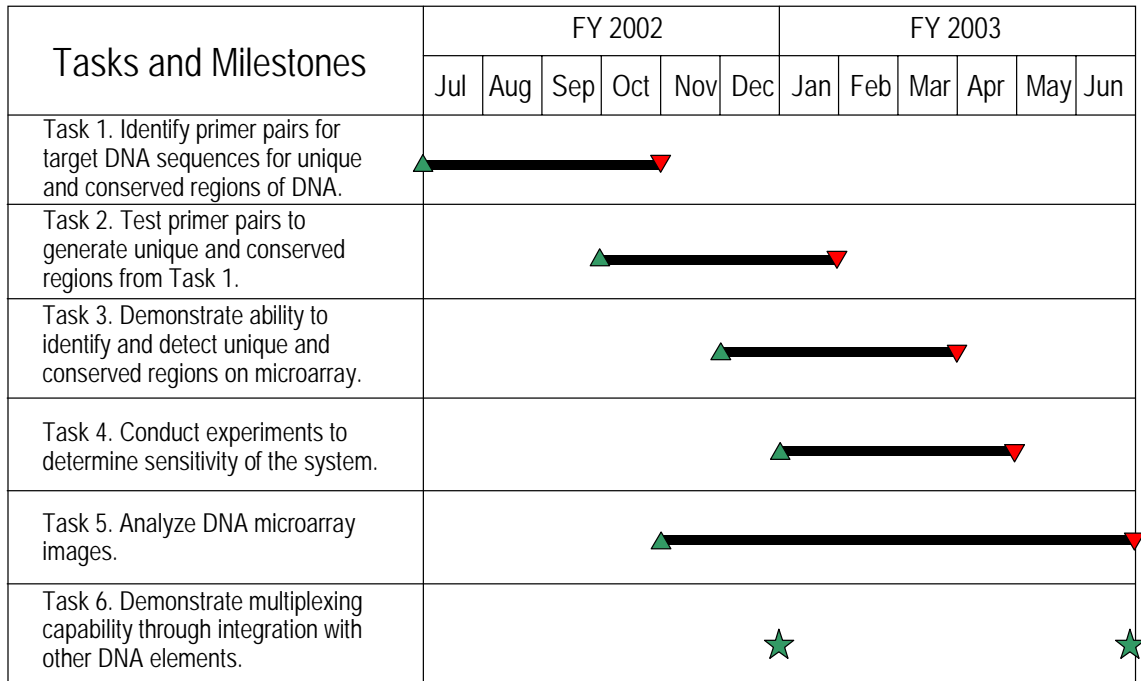 Tasks and Milestones
FY 2002
FY 2003
Jul Aug Sep Oct Nov Dec Jan Feb Mar Apr May Jun
Task 1. Identify primer pairs for
target DNA sequences for unique
and conserved regions of DNA.
Task 2. Test primer pairs to
generate unique and conserved
regions from Task 1.
Task 3. Demonstrate ability to
identify and detect unique and
conserved regions on microarray.
Task 4. Conduct experiments to
determine sensitivity of the system.
Task 5. Analyze DNA microarray
images.
Task 6. Demonstrate multiplexing
capability through integration with
other DNA elements.